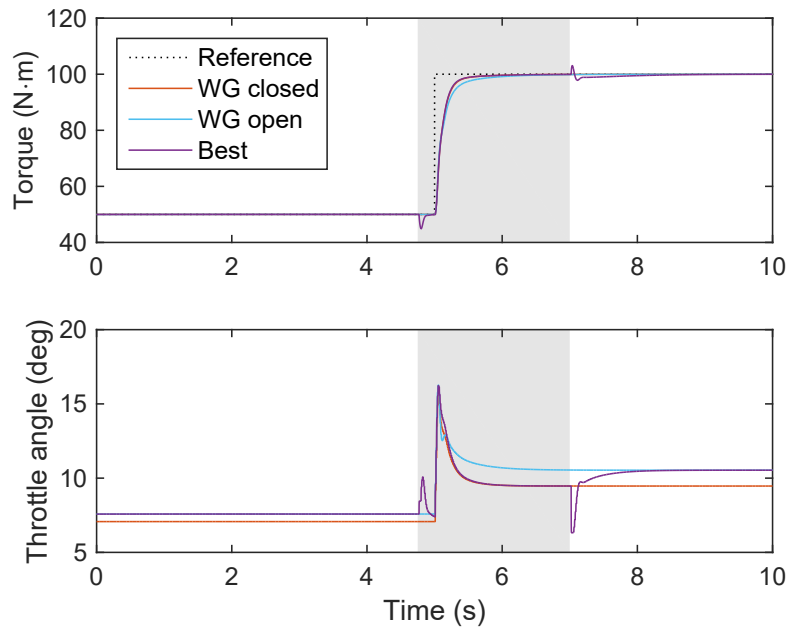 120
100
80
60
40
Torque (N·m)
Reference
WG closed
WG open
Best
0 2 4 6 8 10
20
15
10
5
Throttle angle (deg)
0 2 4 6 8 10
Time (s)